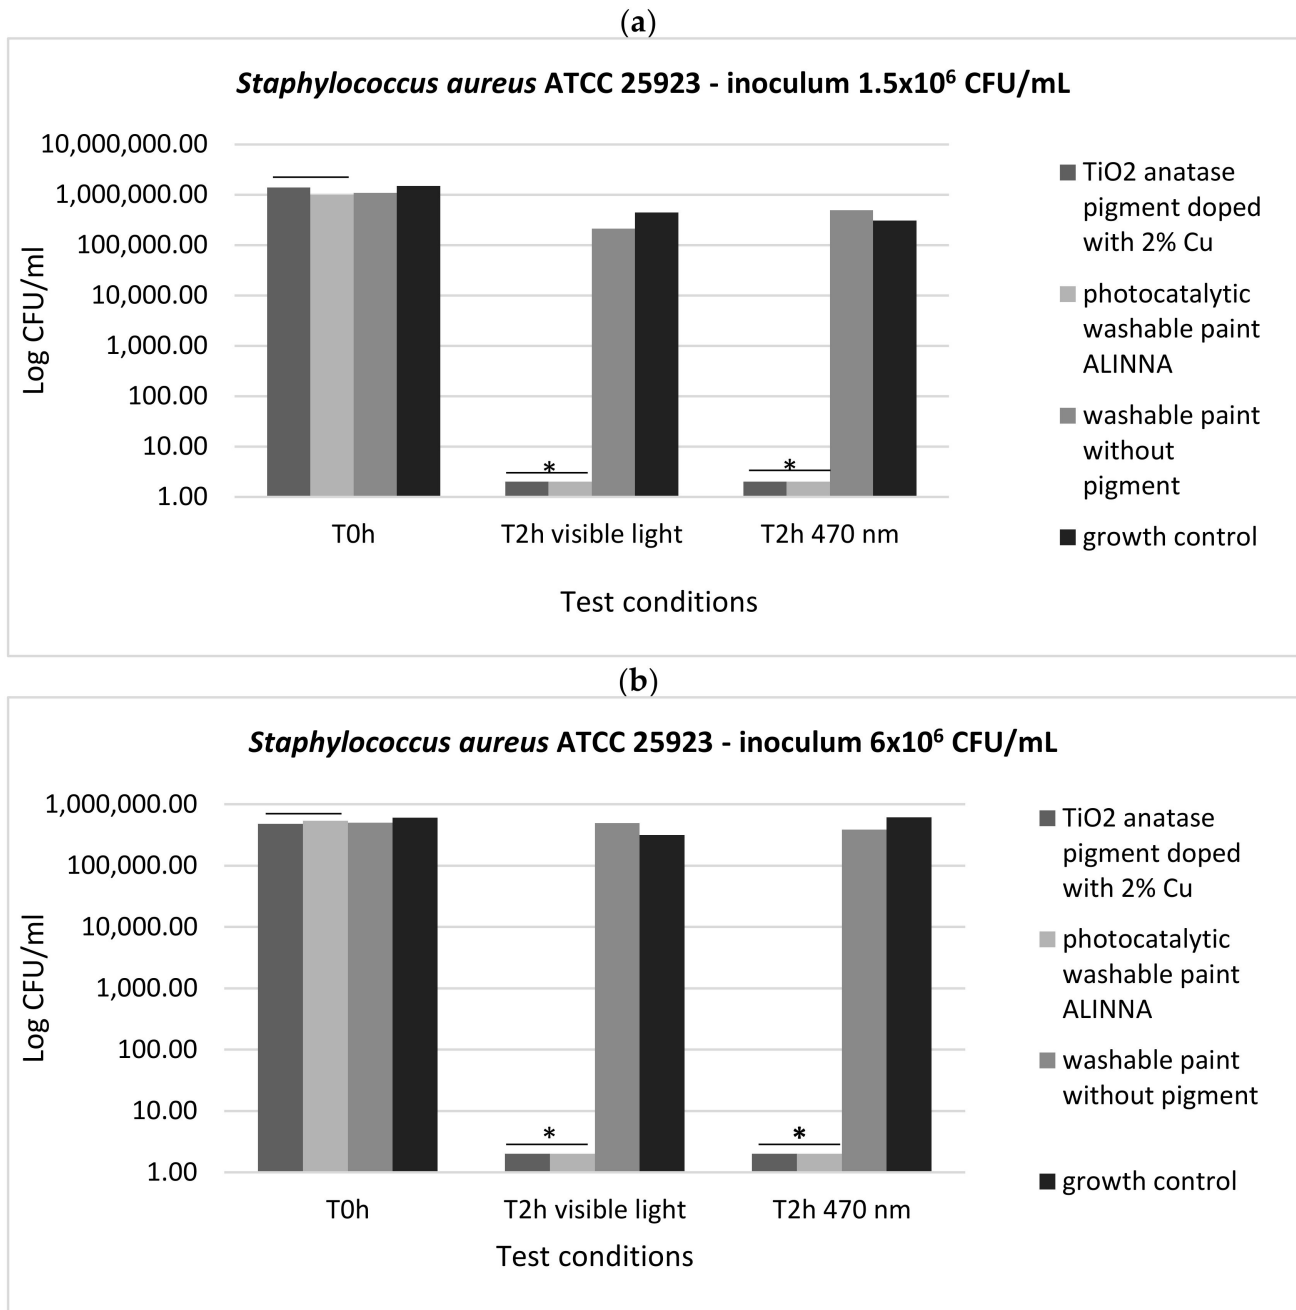 (a)
Staphylococcus aureus ATCC 25923 - inoculum 1.5x10⁶ CFU/mL
10,000,000.00
1,000,000.00
100,000.00
10,000.00
1,000.00
100.00
10.00
1.00
Log CFU/ml
* *
T0h T2h visible light T2h 470 nm
Test conditions
TiO2 anatase
pigment doped
with 2% Cu
photocatalytic
washable paint
ALINNA
washable paint
without
pigment
growth control
(b)
Staphylococcus aureus ATCC 25923 - inoculum 6x10⁶ CFU/mL
1,000,000.00
100,000.00
10,000.00
1,000.00
100.00
10.00
1.00
Log CFU/ml
* *
T0h T2h visible light T2h 470 nm
Test conditions
TiO2 anatase
pigment doped
with 2% Cu
photocatalytic
washable paint
ALINNA
washable paint
without pigment
growth control